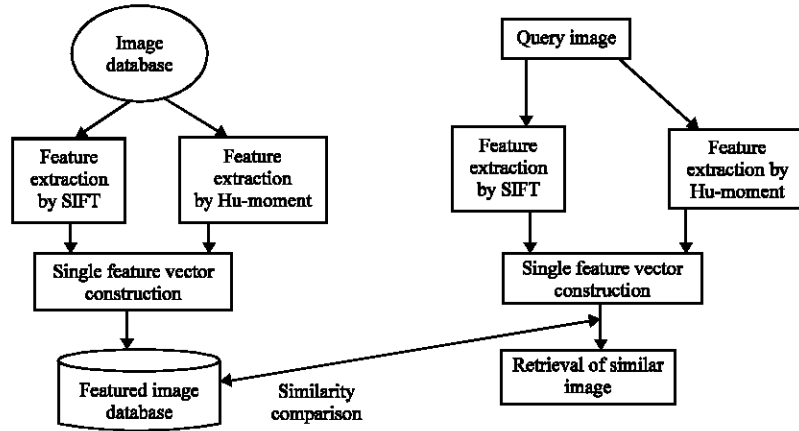 Image
database
Feature
extraction
by SIFT
Feature
extraction
by Hu-moment
Single feature vector
construction
Featured image
database
Similarity
comparison
Query image
Feature
extraction
by SIFT
Feature
extraction by
Hu-moment
Single feature vector
construction
Retrieval of similar
image